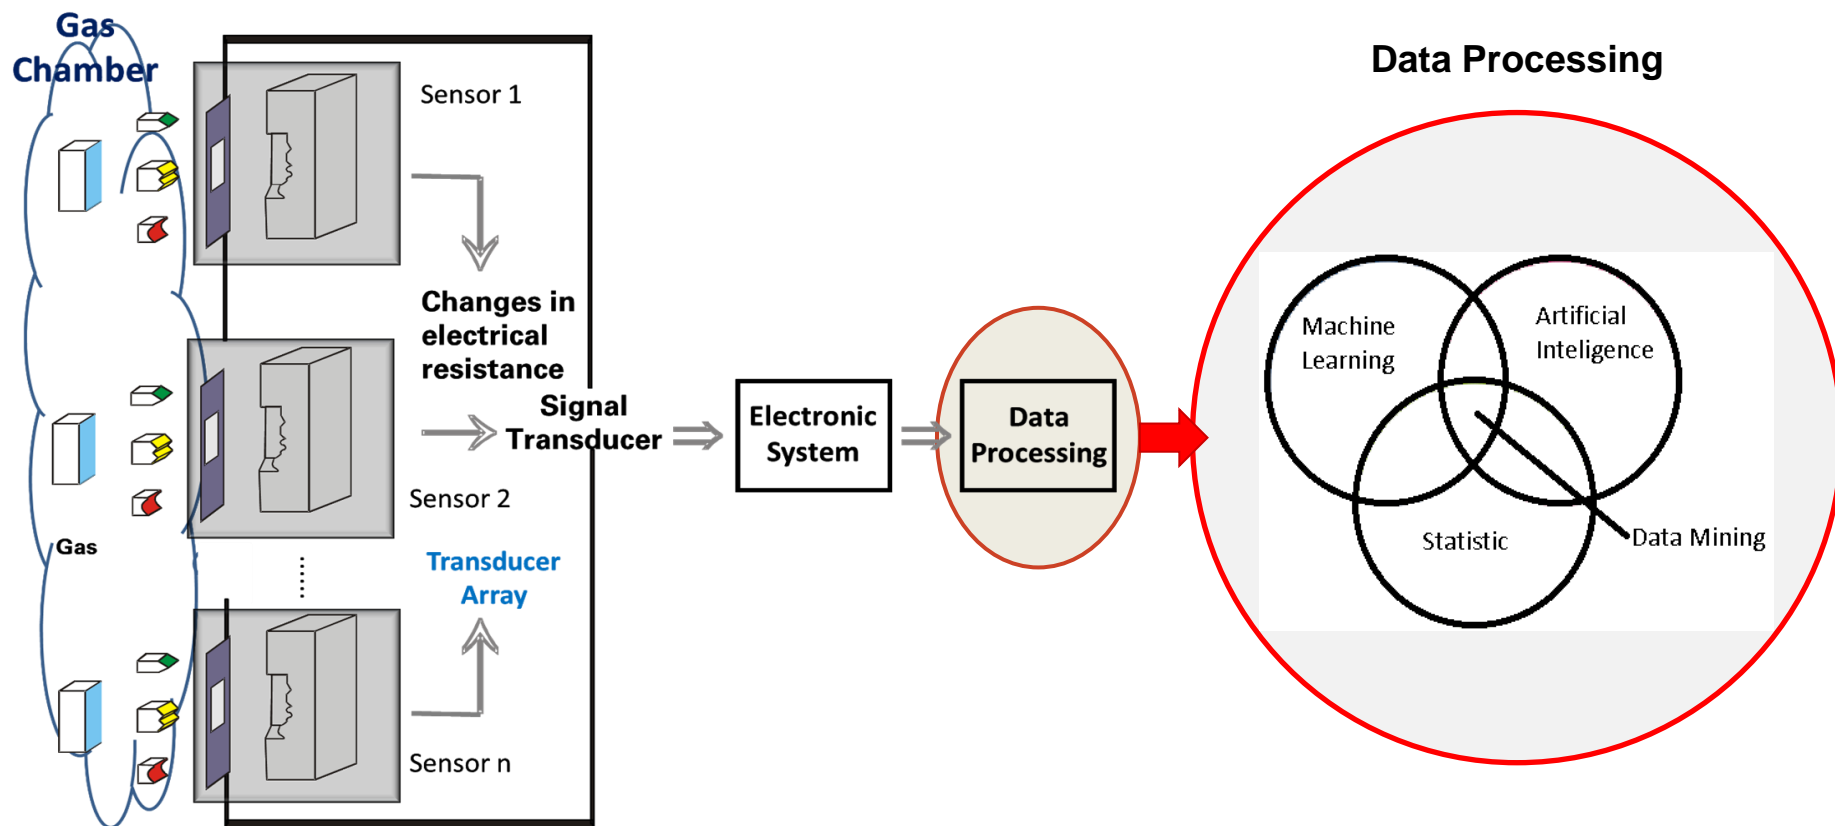 Gas
Chamber
Sensor 1
Changes in
electrical
resistance
Signal
Transducer
Sensor 2
Gas
Transducer
Array
Sensor n
Electronic
System
Data
Processing
Data Processing
Machine
Learning
Artificial
Inteligence
Statistic
Data Mining